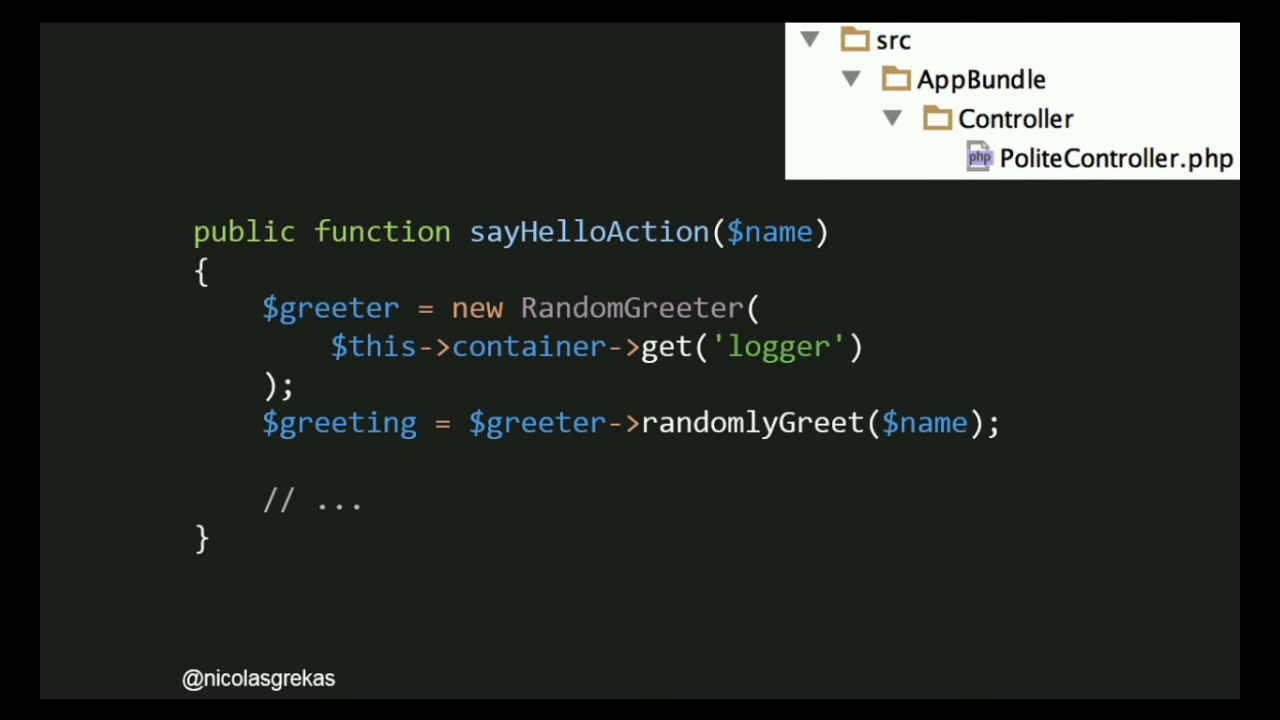 src
AppBundle
Controller
php PoliteController.php
public function sayHelloAction($name)
{
    $greeter = new RandomGreeter(
        $this->container->get('logger')
    );
    $greeting = $greeter->randomlyGreet($name);
    // ...
}
@nicolasgrekas